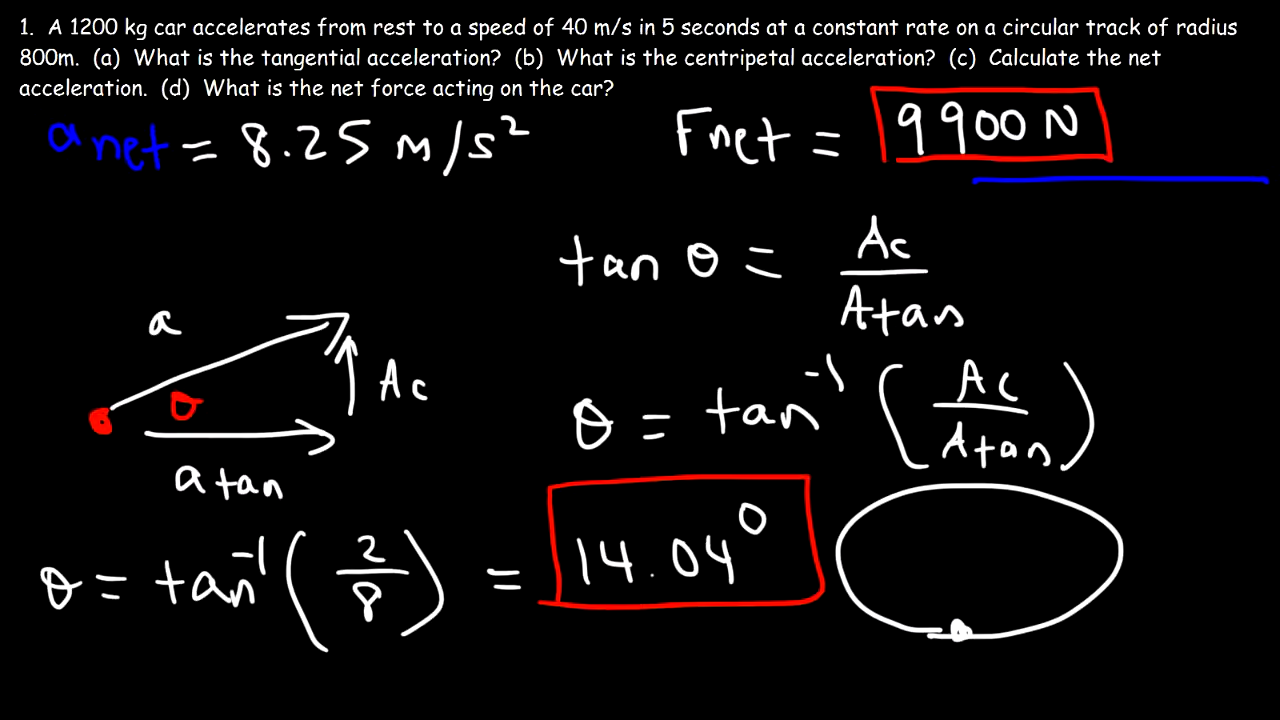 1. A 1200 kg car accelerates from rest to a speed of 40 m/s in 5 seconds at a constant rate on a circular track of radius
800m. (a) What is the tangential acceleration? (b) What is the centripetal acceleration? (c) Calculate the net
acceleration. (d) What is the net force acting on the car?
a net = 8.25 m/s²
Fnet = 9900 N
tan θ = Ac / Atan
a
θ
Ac
a tan
θ = tan⁻¹ (Ac / Atan)
θ = tan⁻¹ (2 / 8) = 14.04⁰